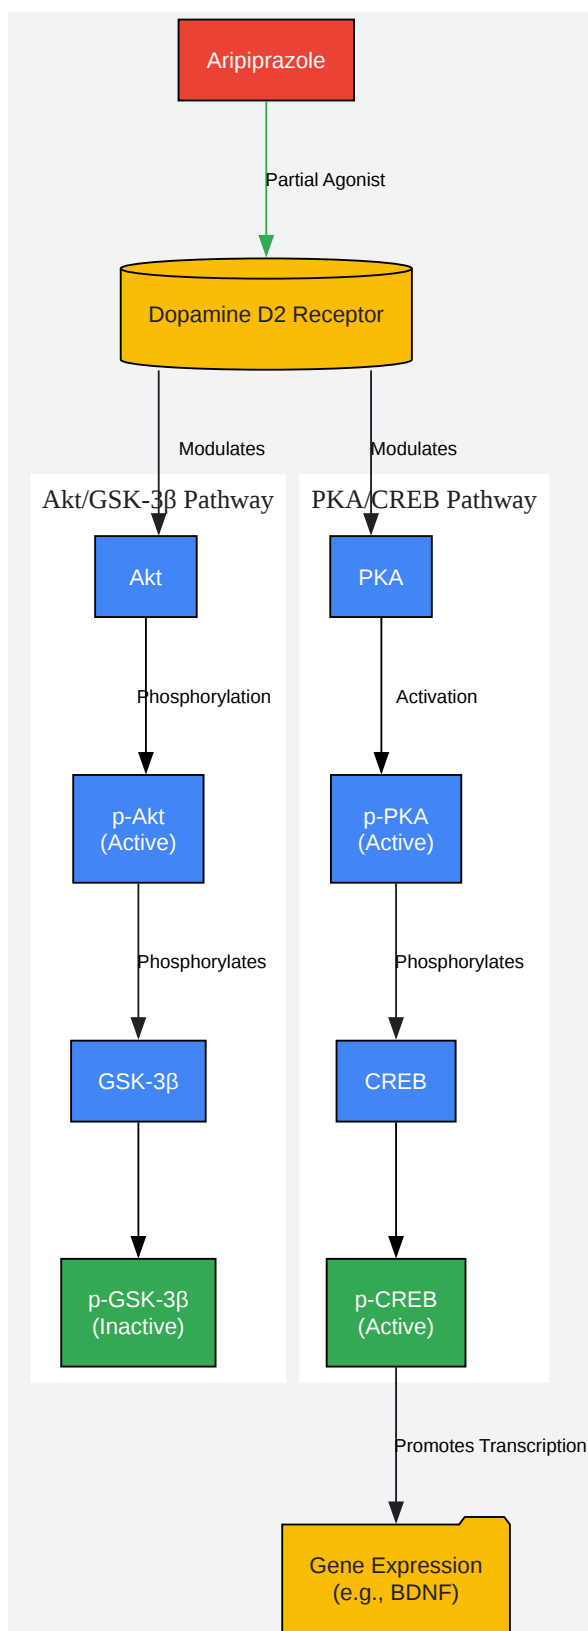 Aripiprazole
Partial Agonist
Dopamine D2 Receptor
Modulates
Modulates
Akt/GSK-3β Pathway
PKA/CREB Pathway
Akt
PKA
Phosphorylation
Activation
p-Akt
(Active)
p-PKA
(Active)
Phosphorylates
Phosphorylates
GSK-3β
CREB
p-GSK-3β
(Inactive)
p-CREB
(Active)
Promotes Transcription
Gene Expression
(e.g., BDNF)